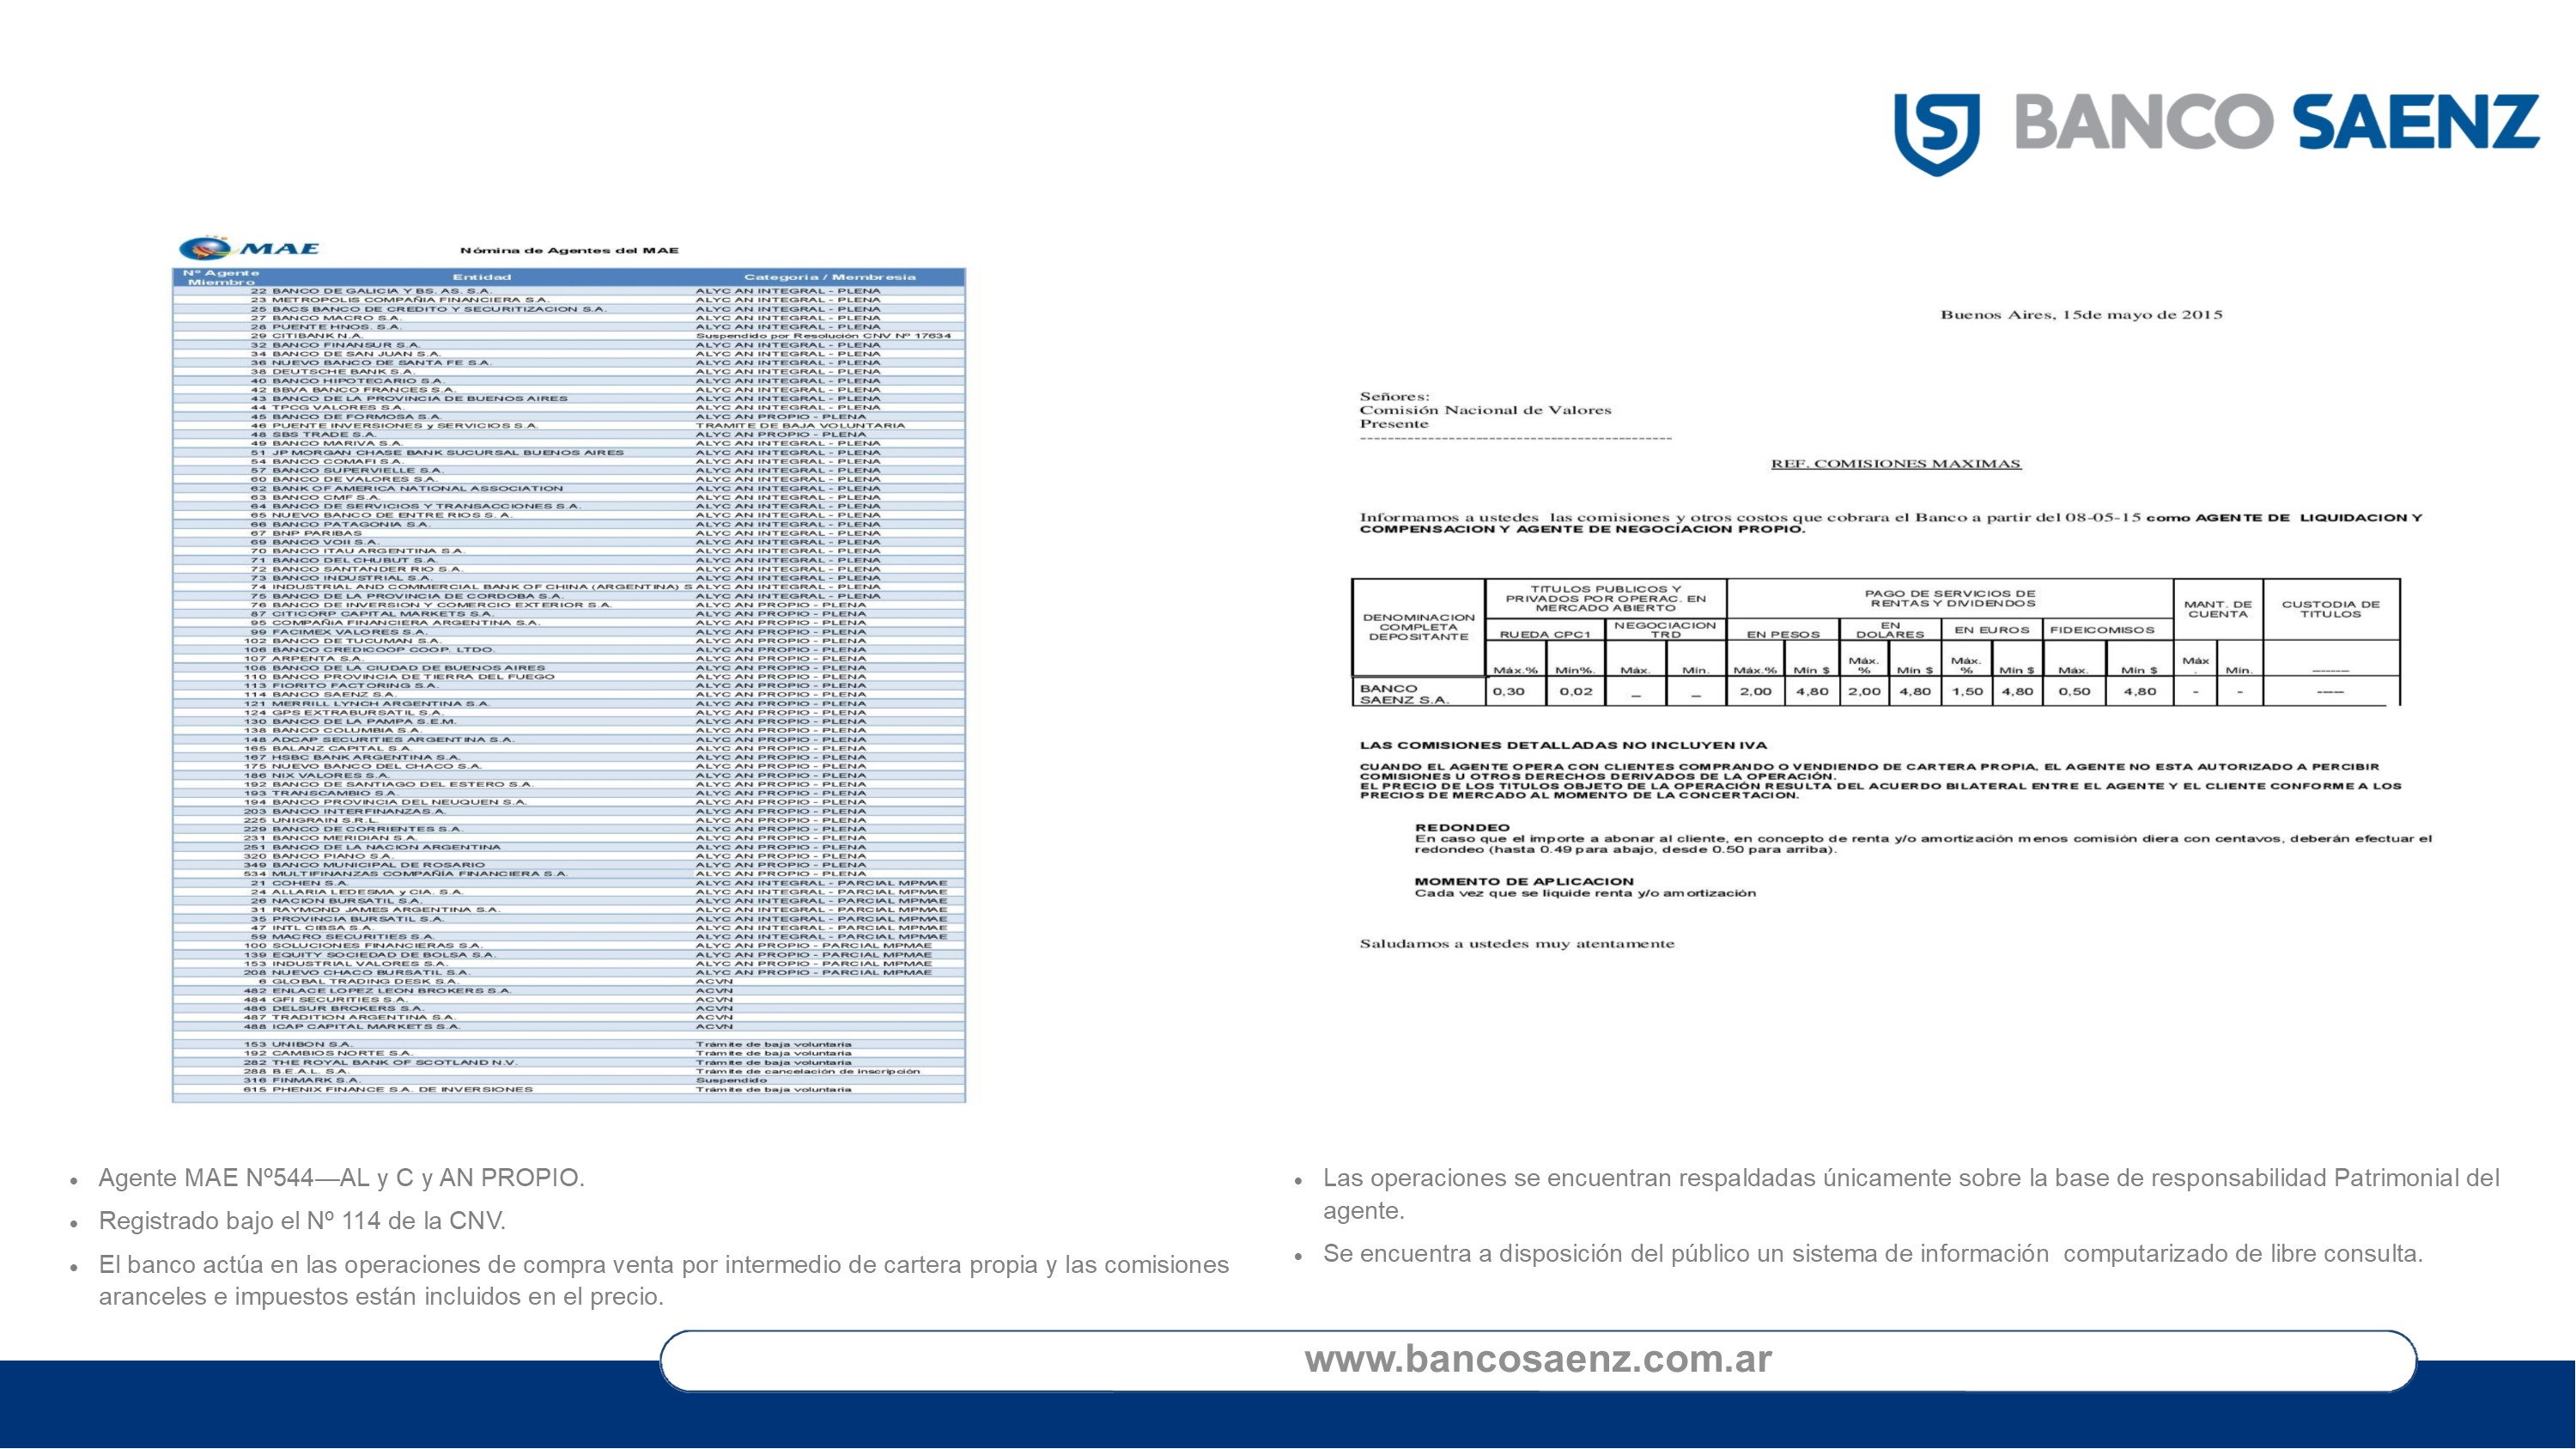 BANCO SAENZ
MAE
Nómina de Agentes del MAE
Nº Agente Miembro Entidad Categoria / Membresia
22 BANCO DE GALICIA Y BS. AS. S.A. ALYC AN INTEGRAL - PLENA
23 METROPOLIS COMPAÑIA FINANCIERA S.A. ALYC AN INTEGRAL - PLENA
25 BACS BANCO DE CREDITO Y SECURITIZACION S.A. ALYC AN INTEGRAL - PLENA
27 BANCO MACRO S.A. ALYC AN INTEGRAL - PLENA
28 PUENTE HNOS. S.A. ALYC AN INTEGRAL - PLENA
29 CITIBANK N.A. Suspendido por Resolución CNV Nº 17634
32 BANCO FINANSUR S.A. ALYC AN INTEGRAL - PLENA
34 BANCO DE SAN JUAN S.A. ALYC AN INTEGRAL - PLENA
36 NUEVO BANCO DE SANTA FE S.A. ALYC AN INTEGRAL - PLENA
38 DEUTSCHE BANK S.A. ALYC AN INTEGRAL - PLENA
40 BANCO HIPOTECARIO S.A. ALYC AN INTEGRAL - PLENA
42 BBVA BANCO FRANCES S.A. ALYC AN INTEGRAL - PLENA
43 BANCO DE LA PROVINCIA DE BUENOS AIRES ALYC AN INTEGRAL - PLENA
44 TPCG VALORES S.A. ALYC AN INTEGRAL - PLENA
45 BANCO DE FORMOSA S.A. ALYC AN PROPIO - PLENA
46 PUENTE INVERSIONES y SERVICIOS S.A. TRAMITE DE BAJA VOLUNTARIA
48 SBS TRADE S.A. ALYC AN PROPIO - PLENA
49 BANCO MARIVA S.A. ALYC AN INTEGRAL - PLENA
51 JP MORGAN CHASE BANK SUCURSAL BUENOS AIRES ALYC AN INTEGRAL - PLENA
54 BANCO COMAFI S.A. ALYC AN INTEGRAL - PLENA
57 BANCO SUPERVIELLE S.A. ALYC AN INTEGRAL - PLENA
60 BANCO DE VALORES S.A. ALYC AN INTEGRAL - PLENA
62 BANK OF AMERICA NATIONAL ASSOCIATION ALYC AN INTEGRAL - PLENA
63 BANCO CMF S.A. ALYC AN INTEGRAL - PLENA
64 BANCO DE SERVICIOS Y TRANSACCIONES S.A. ALYC AN INTEGRAL - PLENA
65 NUEVO BANCO DE ENTRE RIOS S. A. ALYC AN INTEGRAL - PLENA
66 BANCO PATAGONIA S.A. ALYC AN INTEGRAL - PLENA
67 BNP PARIBAS ALYC AN INTEGRAL - PLENA
69 BANCO VOII S.A. ALYC AN INTEGRAL - PLENA
70 BANCO ITAU ARGENTINA S.A. ALYC AN INTEGRAL - PLENA
71 BANCO DEL CHUBUT S.A. ALYC AN INTEGRAL - PLENA
72 BANCO SANTANDER RIO S.A. ALYC AN INTEGRAL - PLENA
73 BANCO INDUSTRIAL S.A. ALYC AN INTEGRAL - PLENA
74 INDUSTRIAL AND COMMERCIAL BANK OF CHINA (ARGENTINA) S ALYC AN INTEGRAL - PLENA
75 BANCO DE LA PROVINCIA DE CORDOBA S.A. ALYC AN INTEGRAL - PLENA
76 BANCO DE INVERSION Y COMERCIO EXTERIOR S.A. ALYC AN PROPIO - PLENA
87 CITICORP CAPITAL MARKETS S.A. ALYC AN PROPIO - PLENA
95 COMPAÑIA FINANCIERA ARGENTINA S.A. ALYC AN PROPIO - PLENA
99 FACIMEX VALORES S.A. ALYC AN PROPIO - PLENA
102 BANCO DE TUCUMAN S.A. ALYC AN PROPIO - PLENA
106 BANCO CREDICOOP COOP. LTDO. ALYC AN PROPIO - PLENA
107 ARPENTA S.A. ALYC AN PROPIO - PLENA
108 BANCO DE LA CIUDAD DE BUENOS AIRES ALYC AN PROPIO - PLENA
110 BANCO PROVINCIA DE TIERRA DEL FUEGO ALYC AN PROPIO - PLENA
113 FIORITO FACTORING S.A. ALYC AN PROPIO - PLENA
114 BANCO SAENZ S.A. ALYC AN PROPIO - PLENA
121 MERRILL LYNCH ARGENTINA S.A. ALYC AN PROPIO - PLENA
124 GPS EXTRABURSATIL S.A. ALYC AN PROPIO - PLENA
130 BANCO DE LA PAMPA S.E.M. ALYC AN PROPIO - PLENA
138 BANCO COLUMBIA S.A. ALYC AN PROPIO - PLENA
148 ADCAP SECURITIES ARGENTINA S.A. ALYC AN PROPIO - PLENA
165 BALANZ CAPITAL S.A. ALYC AN PROPIO - PLENA
167 HSBC BANK ARGENTINA S.A. ALYC AN PROPIO - PLENA
175 NUEVO BANCO DEL CHACO S.A. ALYC AN PROPIO - PLENA
186 NIX VALORES S.A. ALYC AN PROPIO - PLENA
192 BANCO DE SANTIAGO DEL ESTERO S.A. ALYC AN PROPIO - PLENA
193 TRANSCAMBIO S.A. ALYC AN PROPIO - PLENA
194 BANCO PROVINCIA DEL NEUQUEN S.A. ALYC AN PROPIO - PLENA
203 BANCO INTERFINANZAS.A. ALYC AN PROPIO - PLENA
225 UNIGRAIN S.R.L. ALYC AN PROPIO - PLENA
229 BANCO DE CORRIENTES S.A. ALYC AN PROPIO - PLENA
231 BANCO MERIDIAN S.A. ALYC AN PROPIO - PLENA
251 BANCO DE LA NACION ARGENTINA ALYC AN PROPIO - PLENA
320 BANCO PIANO S.A. ALYC AN PROPIO - PLENA
349 BANCO MUNICIPAL DE ROSARIO ALYC AN PROPIO - PLENA
534 MULTIFINANZAS COMPAÑÍA FINANCIERA S.A. ALYC AN PROPIO - PLENA
21 COHEN S.A. ALYC AN INTEGRAL - PARCIAL MPMAE
24 ALLARIA LEDESMA y CIA. S.A. ALYC AN INTEGRAL - PARCIAL MPMAE
26 NACION BURSATIL S.A. ALYC AN INTEGRAL - PARCIAL MPMAE
31 RAYMOND JAMES ARGENTINA S.A. ALYC AN INTEGRAL - PARCIAL MPMAE
35 PROVINCIA BURSATIL S.A. ALYC AN INTEGRAL - PARCIAL MPMAE
47 INTL CIBSA S.A. ALYC AN INTEGRAL - PARCIAL MPMAE
59 MACRO SECURITIES S.A. ALYC AN INTEGRAL - PARCIAL MPMAE
100 SOLUCIONES FINANCIERAS S.A. ALYC AN PROPIO - PARCIAL MPMAE
139 EQUITY SOCIEDAD DE BOLSA S.A. ALYC AN PROPIO - PARCIAL MPMAE
153 INDUSTRIAL VALORES S.A. ALYC AN PROPIO - PARCIAL MPMAE
208 NUEVO CHACO BURSATIL S.A. ALYC AN PROPIO - PARCIAL MPMAE
6 GLOBAL TRADING DESK S.A. ACVN
482 ENLACE LOPEZ LEON BROKERS S.A. ACVN
484 GFI SECURITIES S.A. ACVN
486 DELSUR BROKERS S.A. ACVN
487 TRADITION ARGENTINA S.A. ACVN
488 ICAP CAPITAL MARKETS S.A. ACVN
153 UNIBON S.A. Trámite de baja voluntaria
192 CAMBIOS NORTE S.A. Trámite de baja voluntaria
282 THE ROYAL BANK OF SCOTLAND N.V. Trámite de baja voluntaria
288 B.E.A.L. S.A. Trámite de cancelación de inscripción
316 FINMARK S.A. Suspendido
615 PHENIX FINANCE S.A. DE INVERSIONES Trámite de baja voluntaria
Buenos Aires, 15de mayo de 2015
Señores:
Comisión Nacional de Valores
Presente
----------------------------------------------
REF. COMISIONES MAXIMAS
Informamos a ustedes las comisiones y otros costos que cobrara el Banco a partir del 08-05-15 como AGENTE DE LIQUIDACION Y
COMPENSACION Y AGENTE DE NEGOCIACION PROPIO.
DENOMINACION COMPLETA DEPOSITANTE TITULOS PUBLICOS Y PRIVADOS POR OPERAC. EN MERCADO ABIERTO PAGO DE SERVICIOS DE RENTAS Y DIVIDENDOS MANT. DE CUENTA CUSTODIA DE TITULOS
RUEDA CPC1 NEGOCIACION TRD EN PESOS EN DOLARES EN EUROS FIDEICOMISOS
Máx.% Min%. Máx. Min. Máx.% Min $ Máx. % Min $ Máx. % Min $ Máx. Min $ Máx . Min. -------
BANCO SAENZ S.A. 0,30 0,02 _ _ 2,00 4,80 2,00 4,80 1,50 4,80 0,50 4,80 - - -----
LAS COMISIONES DETALLADAS NO INCLUYEN IVA
CUANDO EL AGENTE OPERA CON CLIENTES COMPRANDO O VENDIENDO DE CARTERA PROPIA, EL AGENTE NO ESTA AUTORIZADO A PERCIBIR
COMISIONES U OTROS DERECHOS DERIVADOS DE LA OPERACIÓN.
EL PRECIO DE LOS TITULOS OBJETO DE LA OPERACIÓN RESULTA DEL ACUERDO BILATERAL ENTRE EL AGENTE Y EL CLIENTE CONFORME A LOS
PRECIOS DE MERCADO AL MOMENTO DE LA CONCERTACION.
REDONDEO
En caso que el importe a abonar al cliente, en concepto de renta y/o amortización menos comisión diera con centavos, deberán efectuar el
redondeo (hasta 0.49 para abajo, desde 0.50 para arriba).
MOMENTO DE APLICACION
Cada vez que se liquide renta y/o amortización
Saludamos a ustedes muy atentamente
• Agente MAE Nº544—AL y C y AN PROPIO.
• Registrado bajo el Nº 114 de la CNV.
• El banco actúa en las operaciones de compra venta por intermedio de cartera propia y las comisiones
aranceles e impuestos están incluidos en el precio.
• Las operaciones se encuentran respaldadas únicamente sobre la base de responsabilidad Patrimonial del
agente.
• Se encuentra a disposición del público un sistema de información computarizado de libre consulta.
www.bancosaenz.com.ar